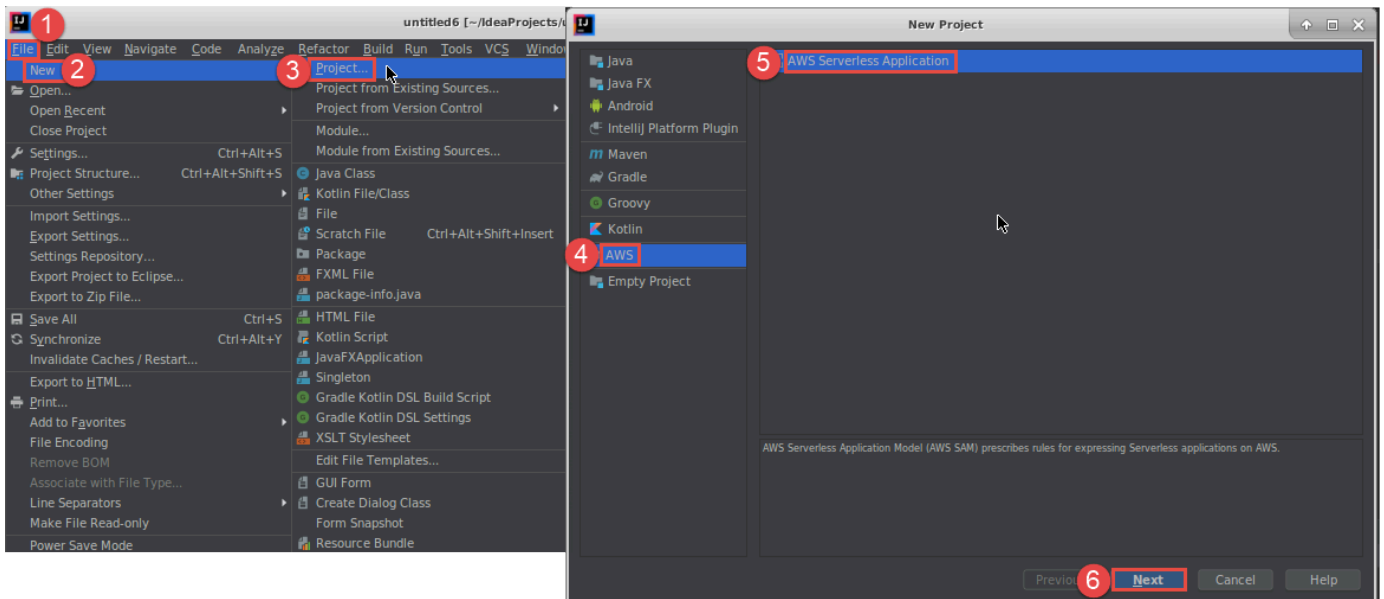 1
untitled6 [~/IdeaProjects/u
File Edit View Navigate Code Analyze Refactor Build Run Tools VCS Windo
New 2
Open...
Open Recent
Close Project
Settings... Ctrl+Alt+S
Project Structure... Ctrl+Alt+Shift+S
Other Settings
Import Settings...
Export Settings...
Settings Repository...
Export Project to Eclipse...
Export to Zip File...
Save All Ctrl+S
Synchronize Ctrl+Alt+Y
Invalidate Caches / Restart...
Export to HTML...
Print...
Add to Favorites
File Encoding
Remove BOM
Associate with File Type...
Line Separators
Make File Read-only
Power Save Mode
3 Project...
Project from Existing Sources...
Project from Version Control
Module...
Module from Existing Sources...
Java Class
Kotlin File/Class
File
Scratch File Ctrl+Alt+Shift+Insert
Package
FXML File
package-info.java
HTML File
Kotlin Script
JavaFXApplication
Singleton
Gradle Kotlin DSL Build Script
Gradle Kotlin DSL Settings
XSLT Stylesheet
Edit File Templates...
GUI Form
Create Dialog Class
Form Snapshot
Resource Bundle
New Project
Java
Java FX
Android
IntelliJ Platform Plugin
Maven
Gradle
Groovy
Kotlin
4 AWS
Empty Project
5 AWS Serverless Application
AWS Serverless Application Model (AWS SAM) prescribes rules for expressing Serverless applications on AWS.
Previou 6 Next Cancel Help